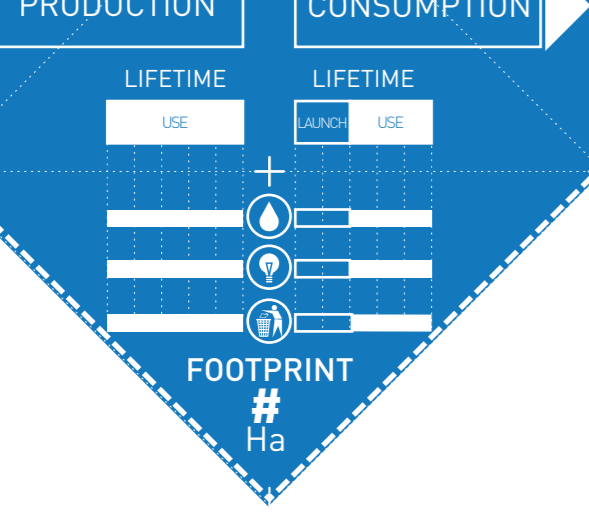 PRODUCTION CONSUMPTION
LIFETIME LIFETIME
USE LAUNCH USE
FOOTPRINT
#
Ha